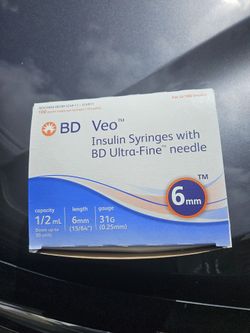 BD Veo™
Insulin Syringes with
BD Ultra-Fine™ needle
6mm™
capacity
1/2 mL
length
6mm
(15/64")
gauge
31G
(0.25mm)